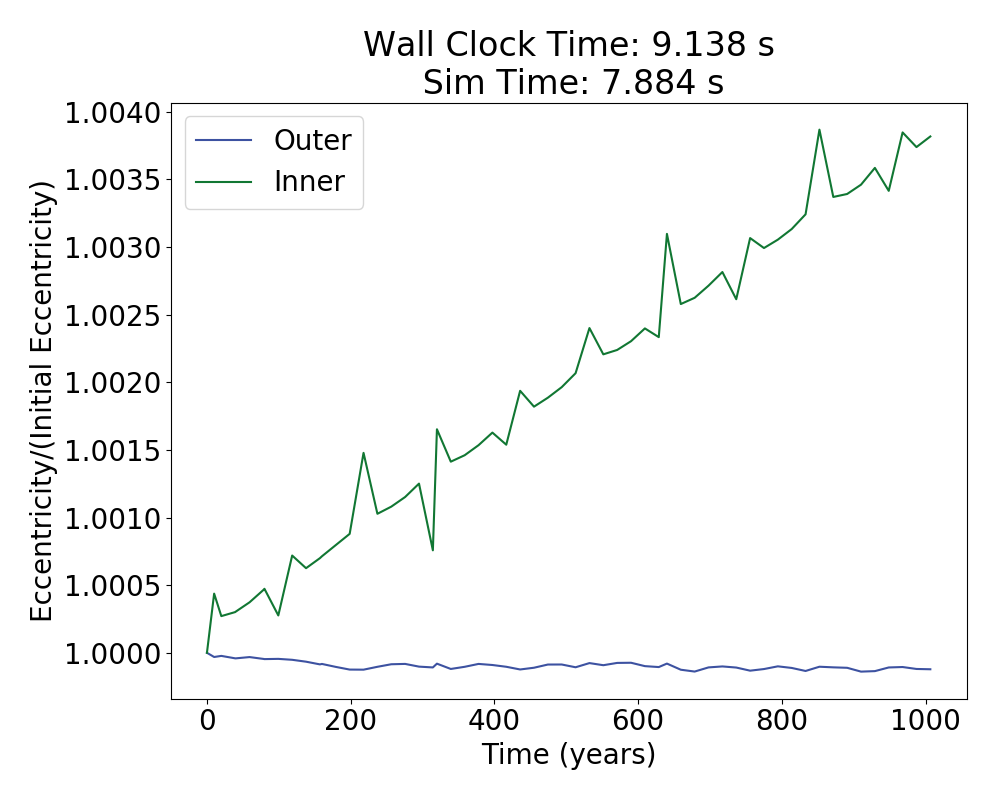 Wall Clock Time: 9.138 s
Sim Time: 7.884 s
Outer
Inner
Eccentricity/(Initial Eccentricity)
1.0040
1.0035
1.0030
1.0025
1.0020
1.0015
1.0010
1.0005
1.0000
0 200 400 600 800 1000
Time (years)